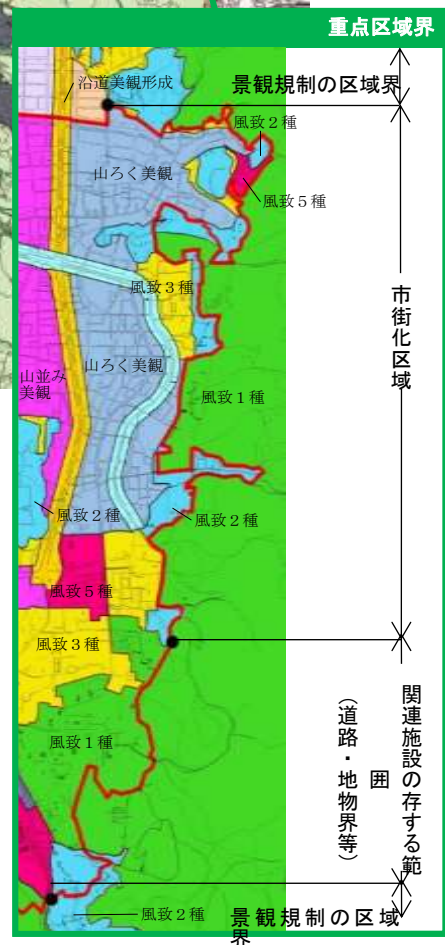 重点区域界
沿道美観形成
景観規制の区域界
風致2種
山ろく美観
風致5種
風致3種
市街化区域
山ろく美観
山並み
美観
風致1種
風致2種
風致2種
風致5種
風致3種
関連施設の存する範
囲
(道路・地物界等)
風致1種
風致2種
景観規制の区域
界